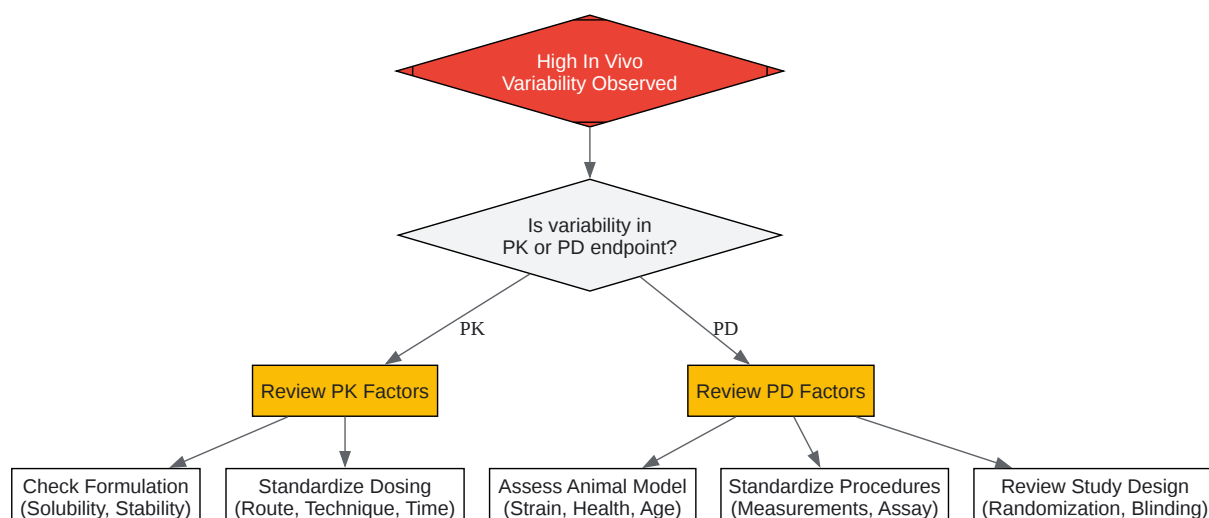 High In Vivo
Variability Observed
Is variability in
PK or PD endpoint?
PK
PD
Review PK Factors
Review PD Factors
Check Formulation
(Solubility, Stability)
Standardize Dosing
(Route, Technique, Time)
Assess Animal Model
(Strain, Health, Age)
Standardize Procedures
(Measurements, Assay)
Review Study Design
(Randomization, Blinding)